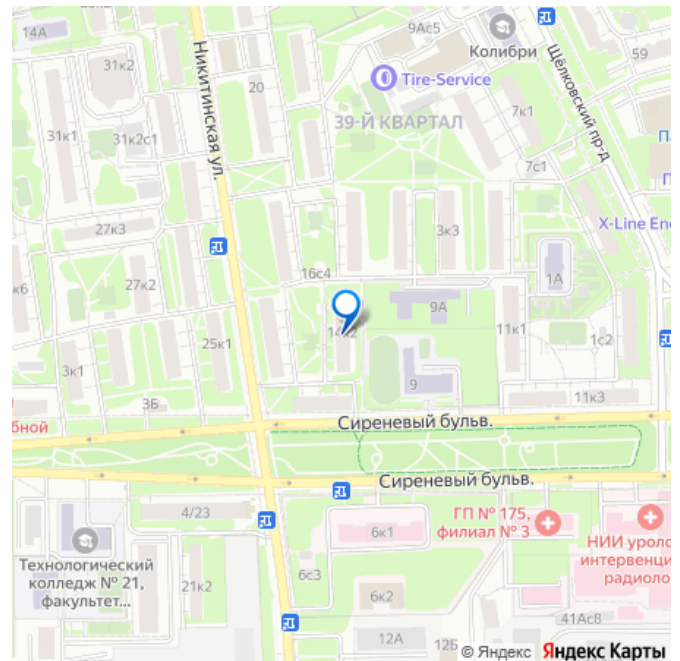 14А
9Ас5
Колибри
59
31к2
20
Tire-Service
Щёлковский пр-д
Никитинская ул.
39-Й КВАРТАЛ
7к1
31к1
31к2с1
7с1
27к3
3к3
X-Line En
16с4
1А
к6
27к2
9А
14к2
11к1
25к1
1с2
3к1
9
3Б
11к3
бной
Сиреневый бульв.
Сиреневый бульв.
4/23
ГП № 175,
филиал № 3
6к1
НИИ уроло
интервенци
радиоло
Технологический
колледж № 21,
факультет...
6с3
21к2
6к2
41Ас8
12А
12Б
© Яндекс Яндекс Карты